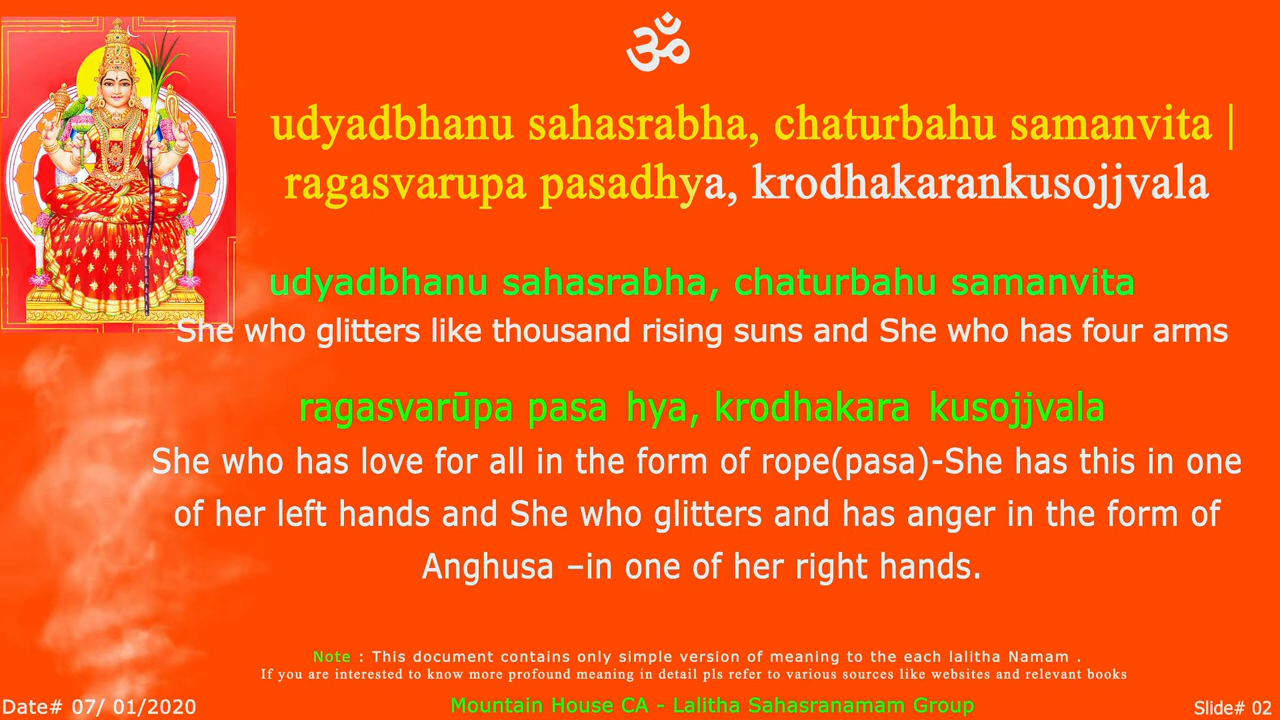 ॐ
udyadbhanu sahasrabha, chaturbahu samanvita |
ragasvarupa pasadhya, krodhakarankusojjvala
udyadbhanu sahasrabha, chaturbahu samanvita
She who glitters like thousand rising suns and She who has four arms
ragasvarūpa pasa hya, krodhakara kusojjvala
She who has love for all in the form of rope(pasa)-She has this in one
of her left hands and She who glitters and has anger in the form of
Anghusa –in one of her right hands.
Note : This document contains only simple version of meaning to the each lalitha Namam .
If you are interested to know more profound meaning in detail pls refer to various sources like websites and relevant books
Date# 07/ 01/2020
Mountain House CA - Lalitha Sahasranamam Group
Slide# 02